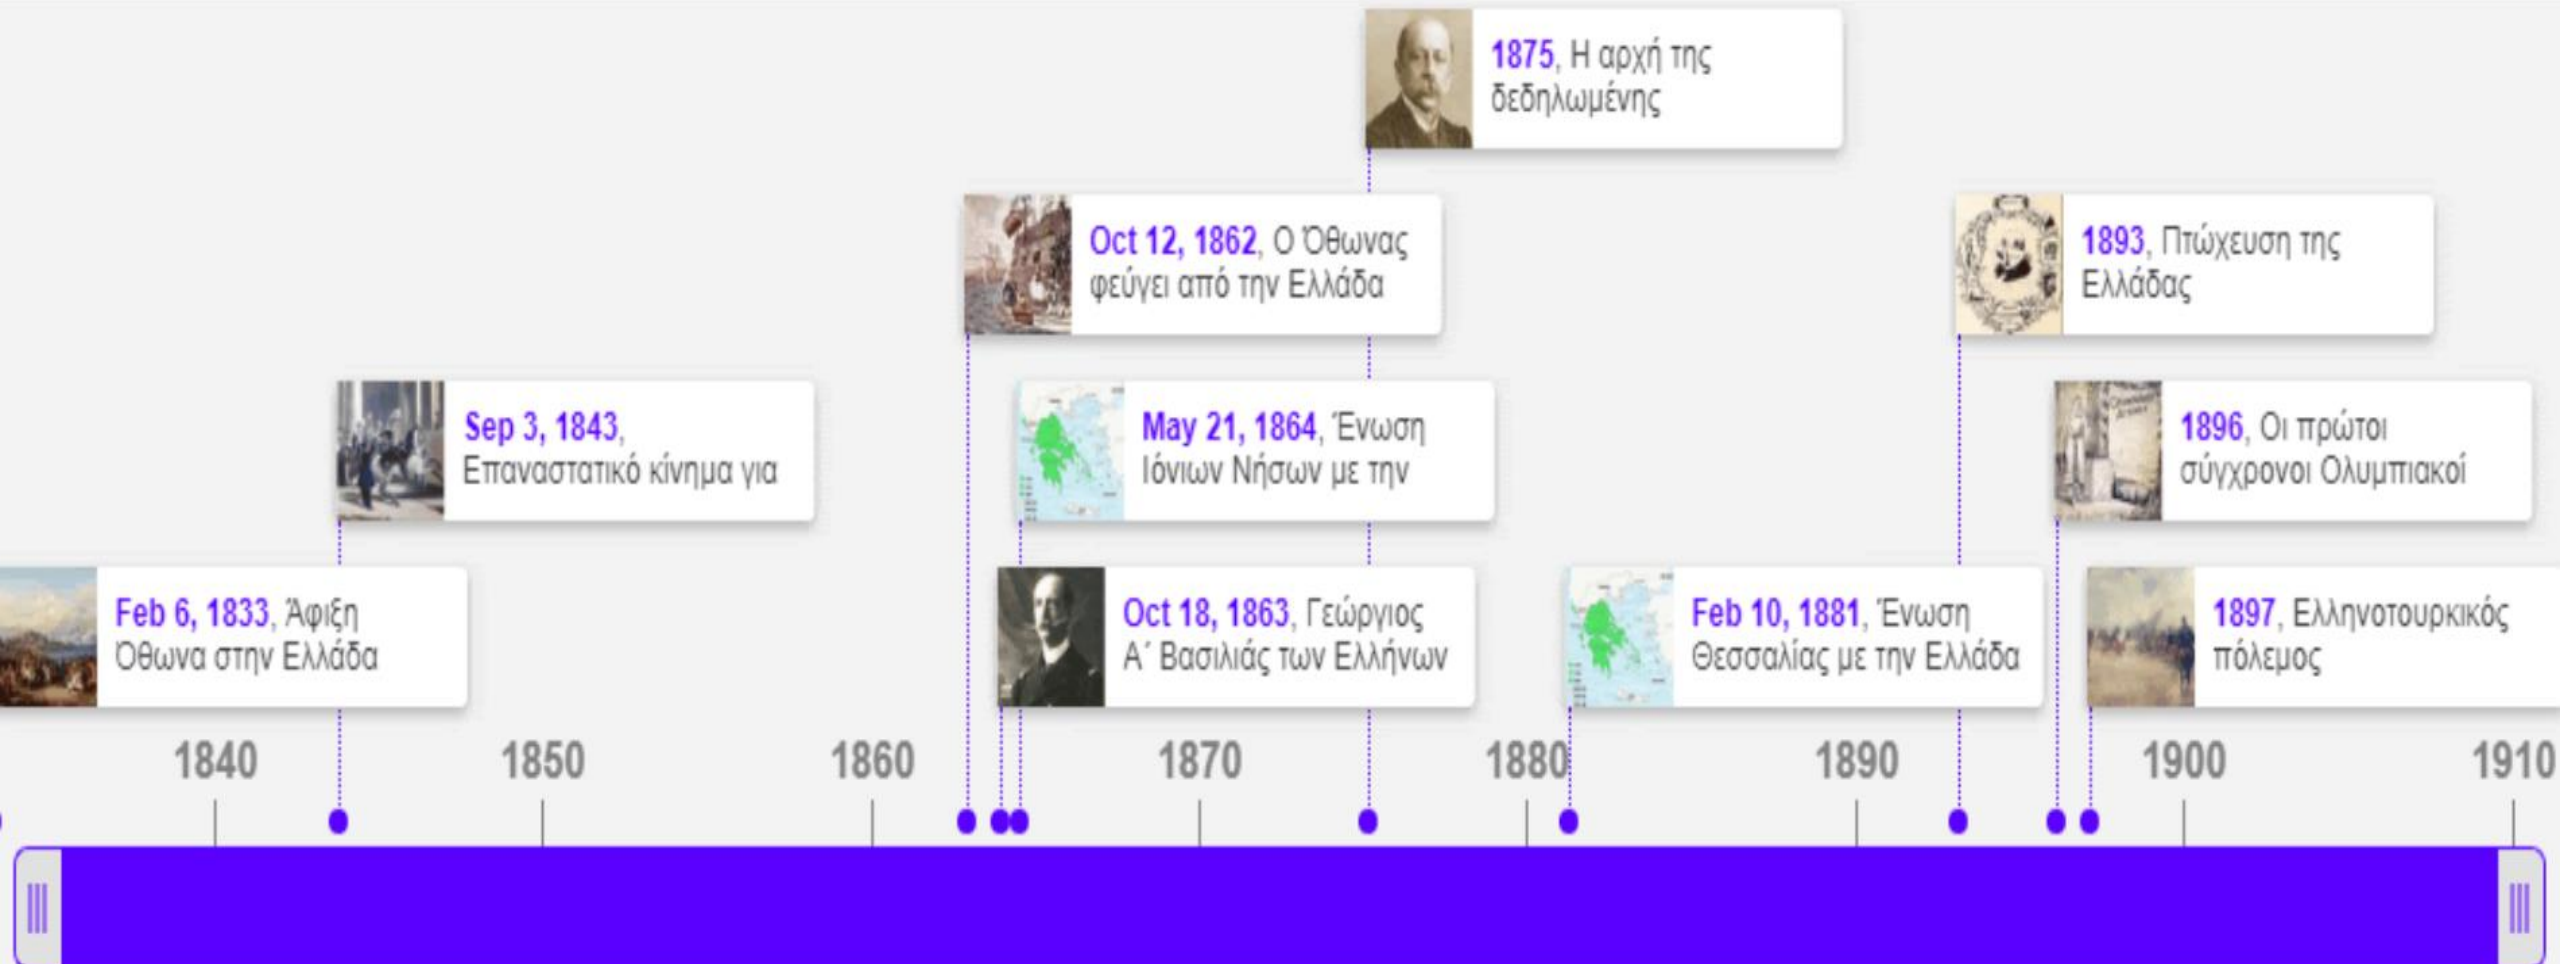 1875, Η αρχή της
δεδηλωμένης
Oct 12, 1862, Ο Όθωνας
φεύγει από την Ελλάδα
1893, Πτώχευση της
Ελλάδας
Sep 3, 1843,
Επαναστατικό κίνημα για
May 21, 1864, Ένωση
Ιόνιων Νήσων με την
1896, Οι πρώτοι
σύγχρονοι Ολυμπιακοί
Feb 6, 1833, Άφιξη
Όθωνα στην Ελλάδα
Oct 18, 1863, Γεώργιος
Α΄ Βασιλιάς των Ελλήνων
Feb 10, 1881, Ένωση
Θεσσαλίας με την Ελλάδα
1897, Ελληνοτουρκικός
πόλεμος
1840 1850 1860 1870 1880 1890 1900 1910